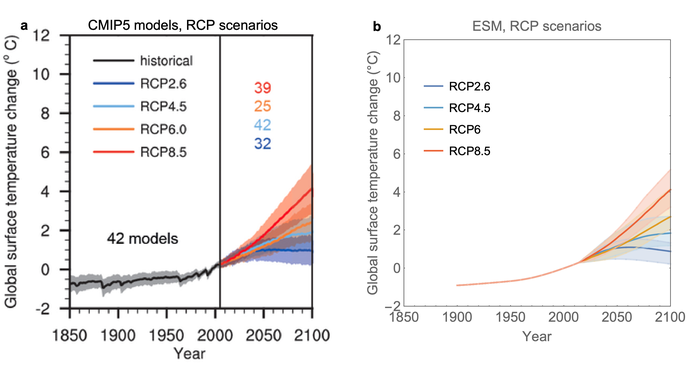 a CMIP5 models, RCP scenarios
Global surface temperature change (° C)
12
10
8
6
4
2
0
-2
historical
RCP2.6
RCP4.5
RCP6.0
RCP8.5
39
25
42
32
42 models
1850 1900 1950 2000 2050 2100
Year
b ESM, RCP scenarios
Global surface temperature change (°C)
12
10
8
6
4
2
0
−2
RCP2.6
RCP4.5
RCP6
RCP8.5
1850 1900 1950 2000 2050 2100
Year